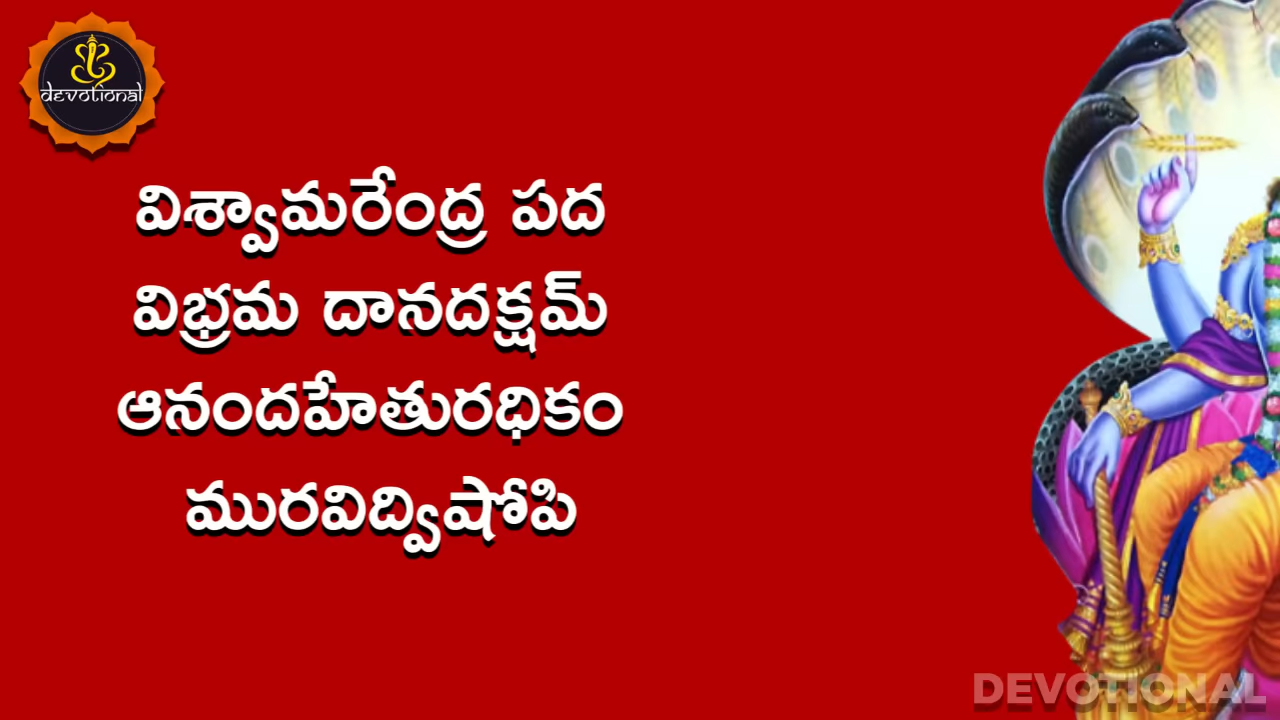 devotional
విశ్వామరేంద్ర పద
విభ్రమ దానదక్షమ్
ఆనందహేతురధికం
మురవిద్విషోపి
DEVOTIONAL